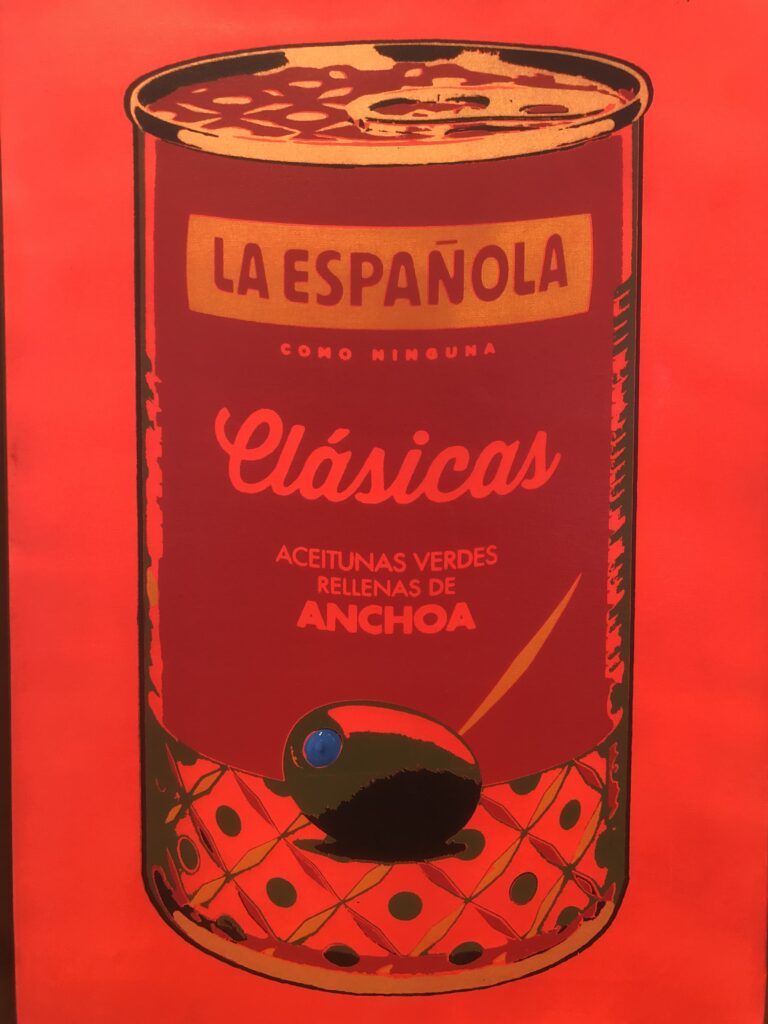 LA ESPAÑOLA
COMO NINGUNA
Clásicas
ACEITUNAS VERDES
RELLENAS DE
ANCHOA